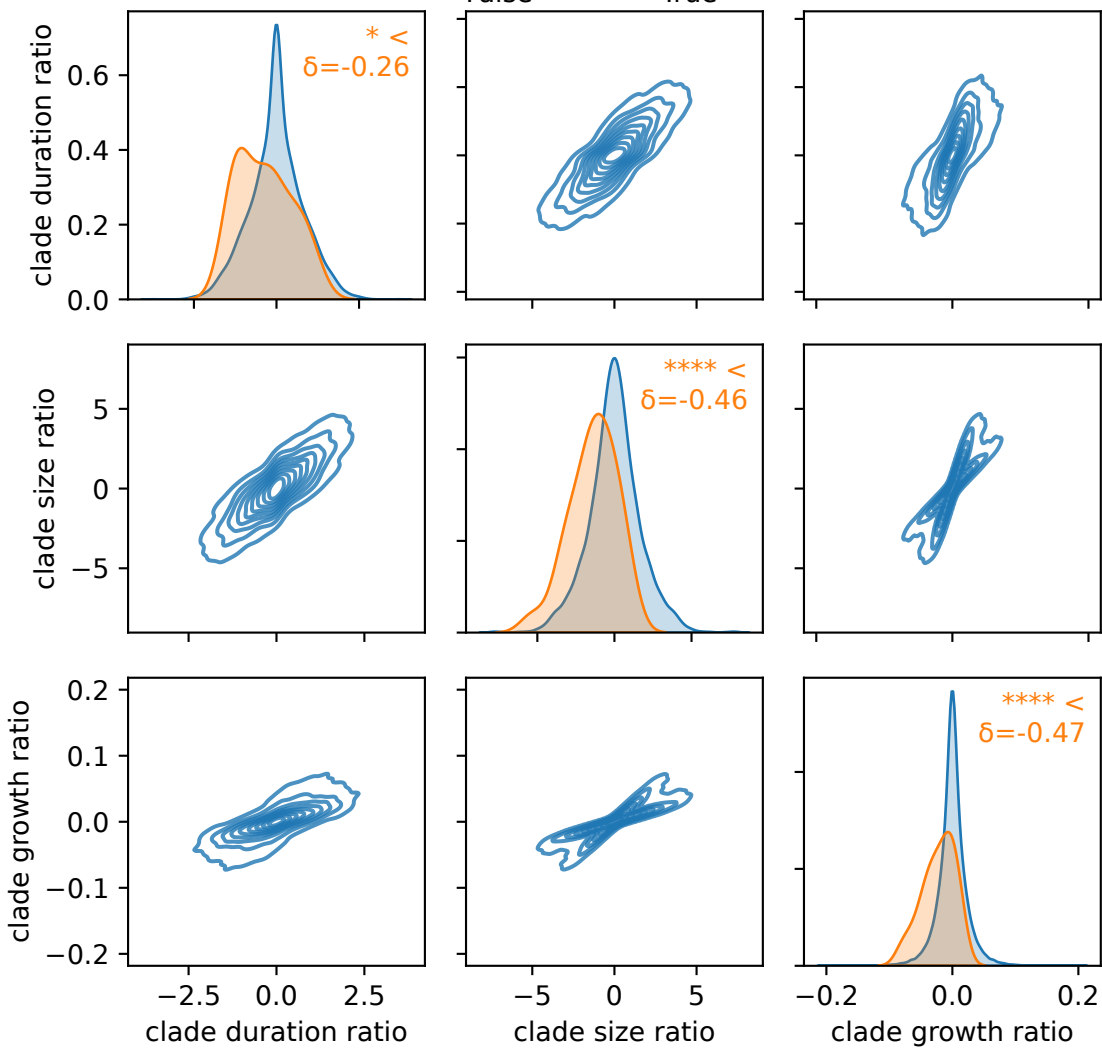 clade duration ratio
0.6
0.4
0.2
0.0
* <
δ=-0.26
clade size ratio
5
0
−5
**** <
δ=-0.46
clade growth ratio
0.2
0.1
0.0
−0.1
−0.2
**** <
δ=-0.47
−2.5 0.0 2.5
−5 0 5
−0.2 0.0 0.2
clade duration ratio
clade size ratio
clade growth ratio